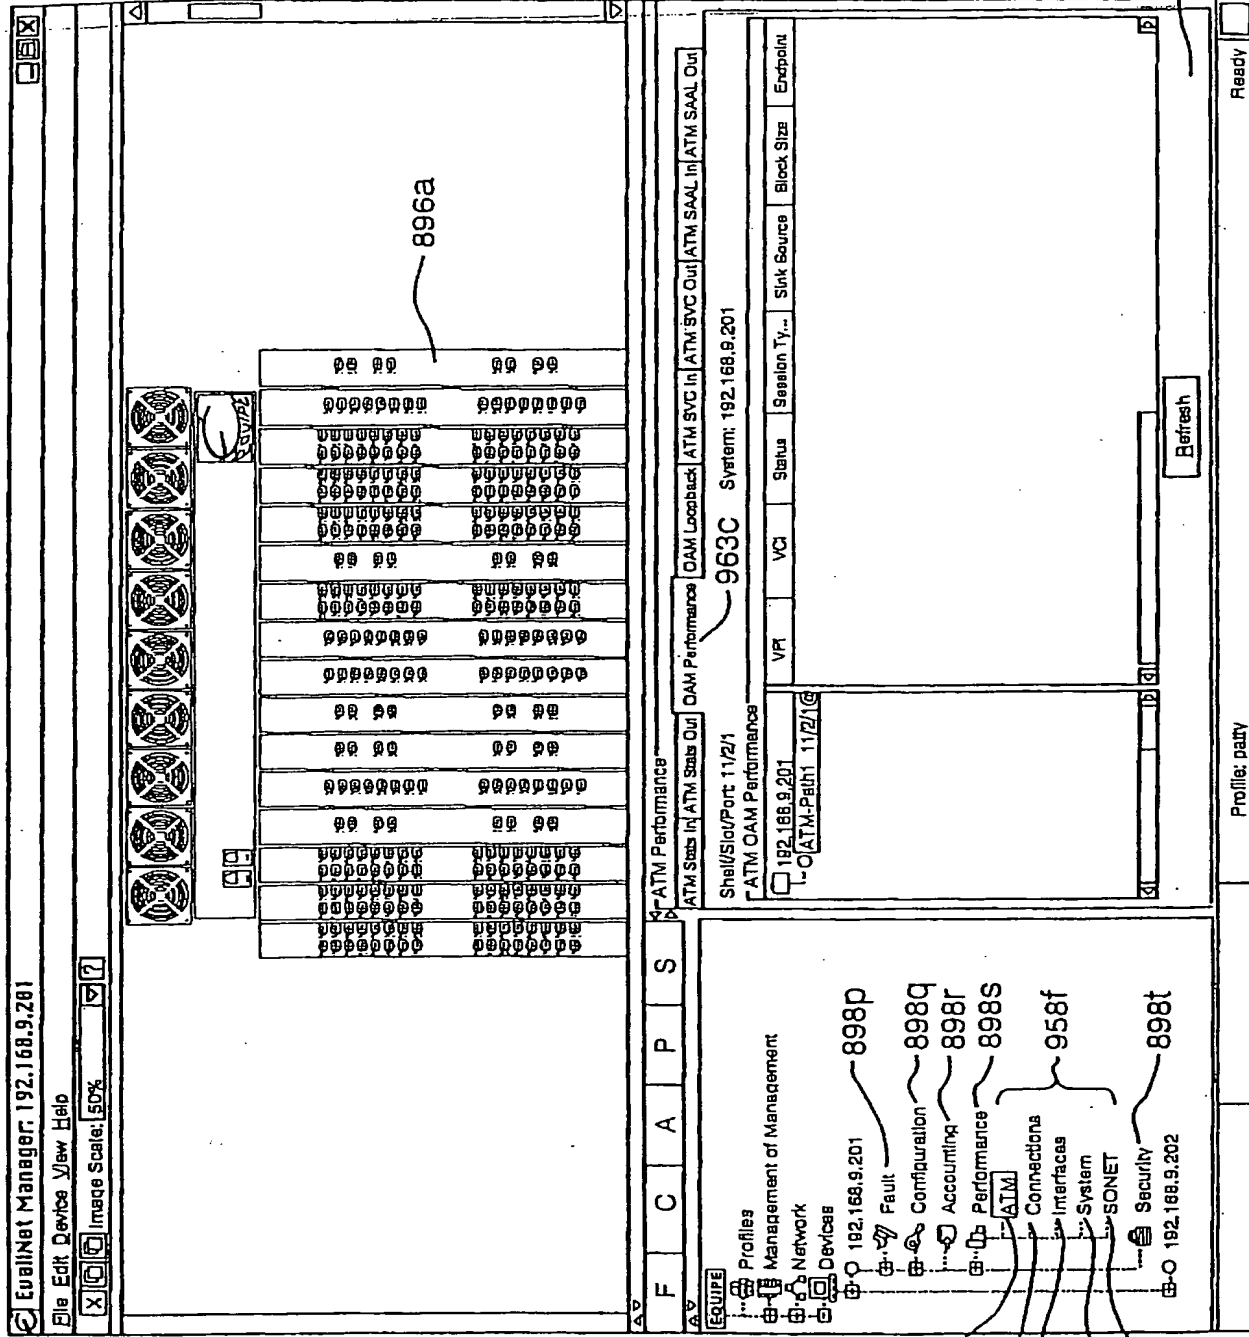 EvaliNet Manager: 192.168.9.201
File Edit Device View Help
Image Scale: 50%
896a
F C A P S
EQUIPE
Profiles
Management of Management
Network
Devices
192.168.9.201
898p
Fault
Configuration
898q
Accounting
898r
Performance
898s
ATM
Connections
Interfaces
958f
System
SONET
Security
898t
192.168.9.202
ATM Performance
ATM Stats In ATM Stats Out OAM Performance OAM Loopback ATM SVC In ATM SVC Out ATM SAAL In ATM SAAL Out
Shelf/Slot/Port: 11/2/1 963C System: 192.168.9.201
ATM OAM Performance
192.168.9.201
ATM-Path1 11/2/1@
VPI VCI Status Session Ty... Sink Source Block Size Endpoint
Refresh
Profile: patty Ready